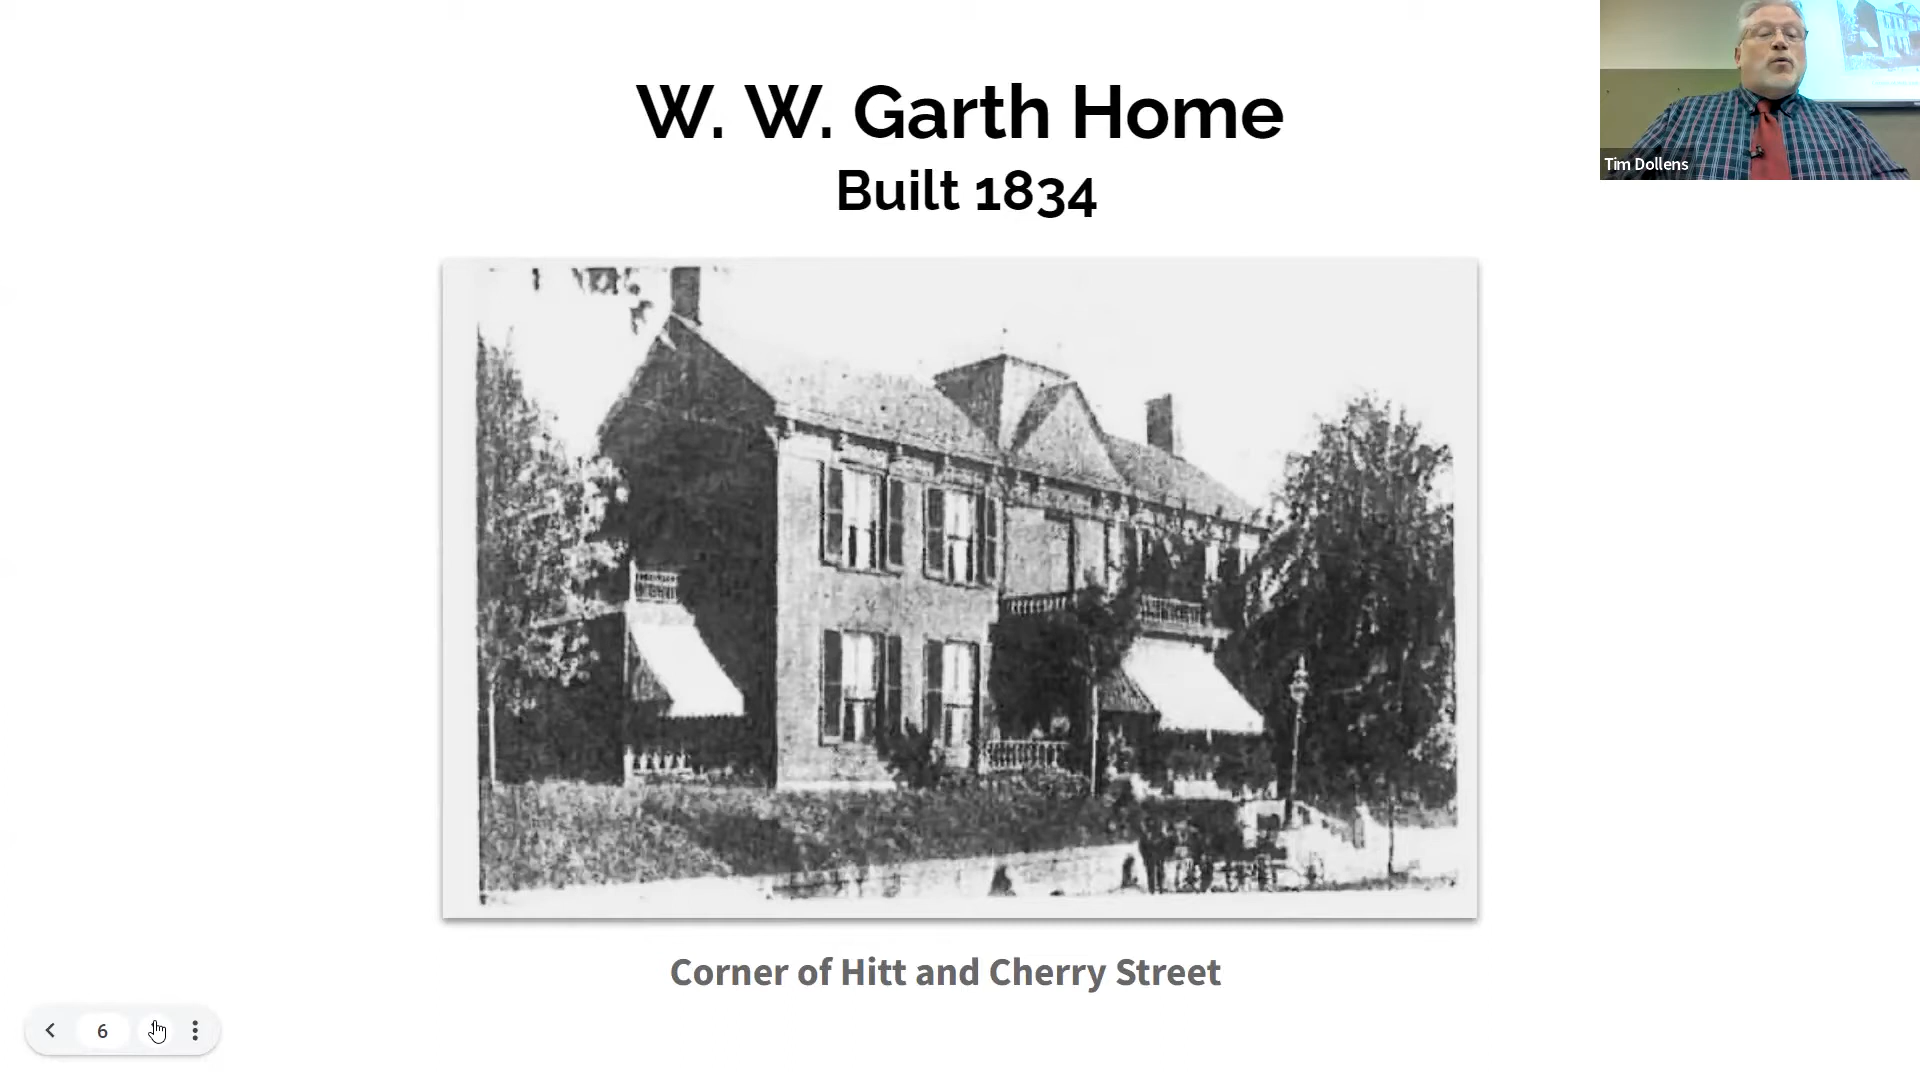 W. W. Garth Home
Built 1834
Tim Dollens
Corner of Hitt and Cherry Street
6